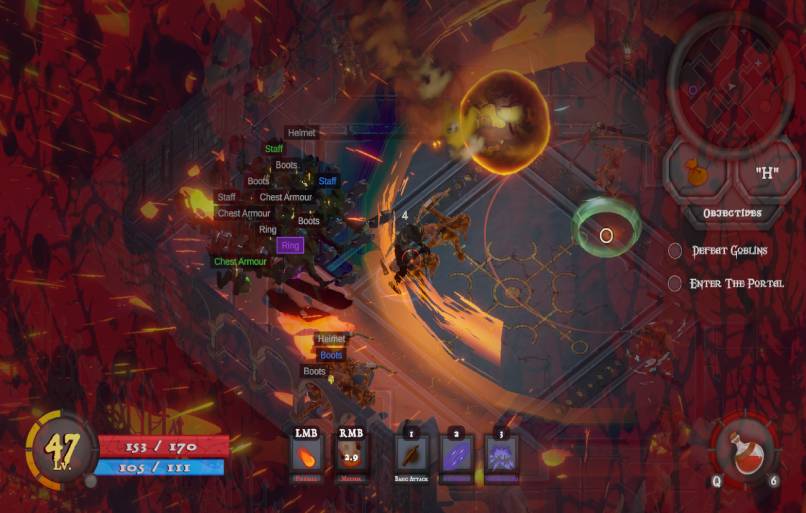 Helmet
Staff
Boots
Boots
Staff
Staff
Chest Armour
Chest Armour
Boots
Ring
Ring
Chest Armour
4
Helmet
Boots
Boots
"H"
Objectives
Defeat Goblins
Enter The Portal
47
Lv.
153 / 170
105 / 111
LMB
RMB
1
2
3
2.9
Fireball
Meteor
Basic Attack
Q
6